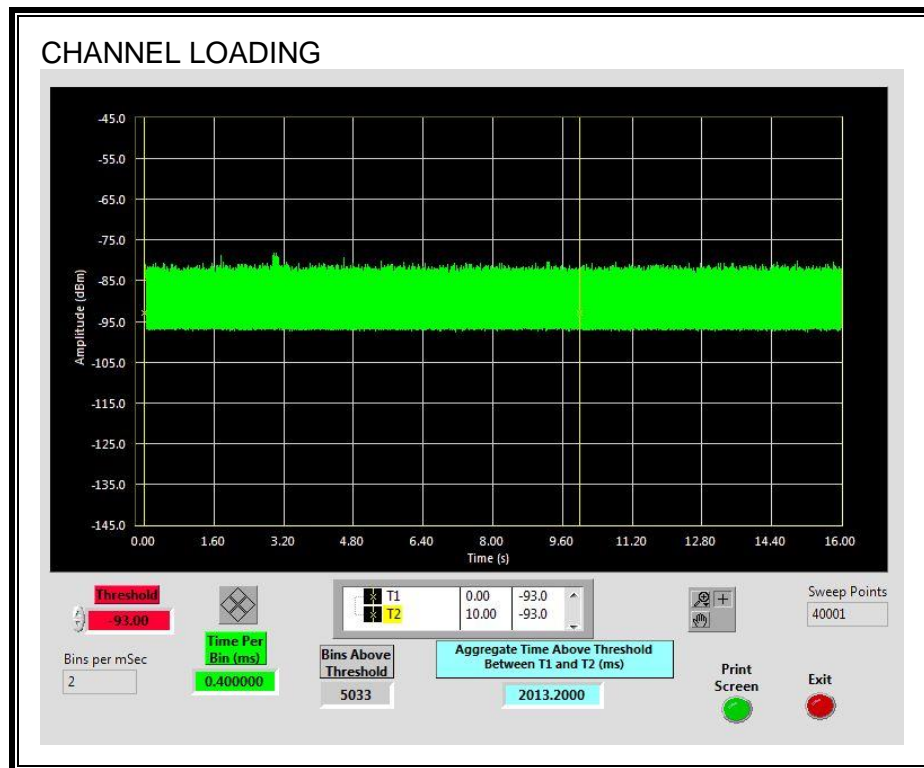 CHANNEL LOADING
-45.0
-55.0
-65.0
-75.0
-85.0
-95.0
-105.0
-115.0
-125.0
-135.0
-145.0
Amplitude (dBm)
0.00 1.60 3.20 4.80 6.40 8.00 9.60 11.20 12.80 14.40 16.00
Time (s)
Threshold
-93.00
Bins per mSec
2
Time Per
Bin (ms)
0.400000
T1 0.00 -93.0
T2 10.00 -93.0
Bins Above
Threshold
5033
Aggregate Time Above Threshold
Between T1 and T2 (ms)
2013.2000
Sweep Points
40001
Print
Screen
Exit